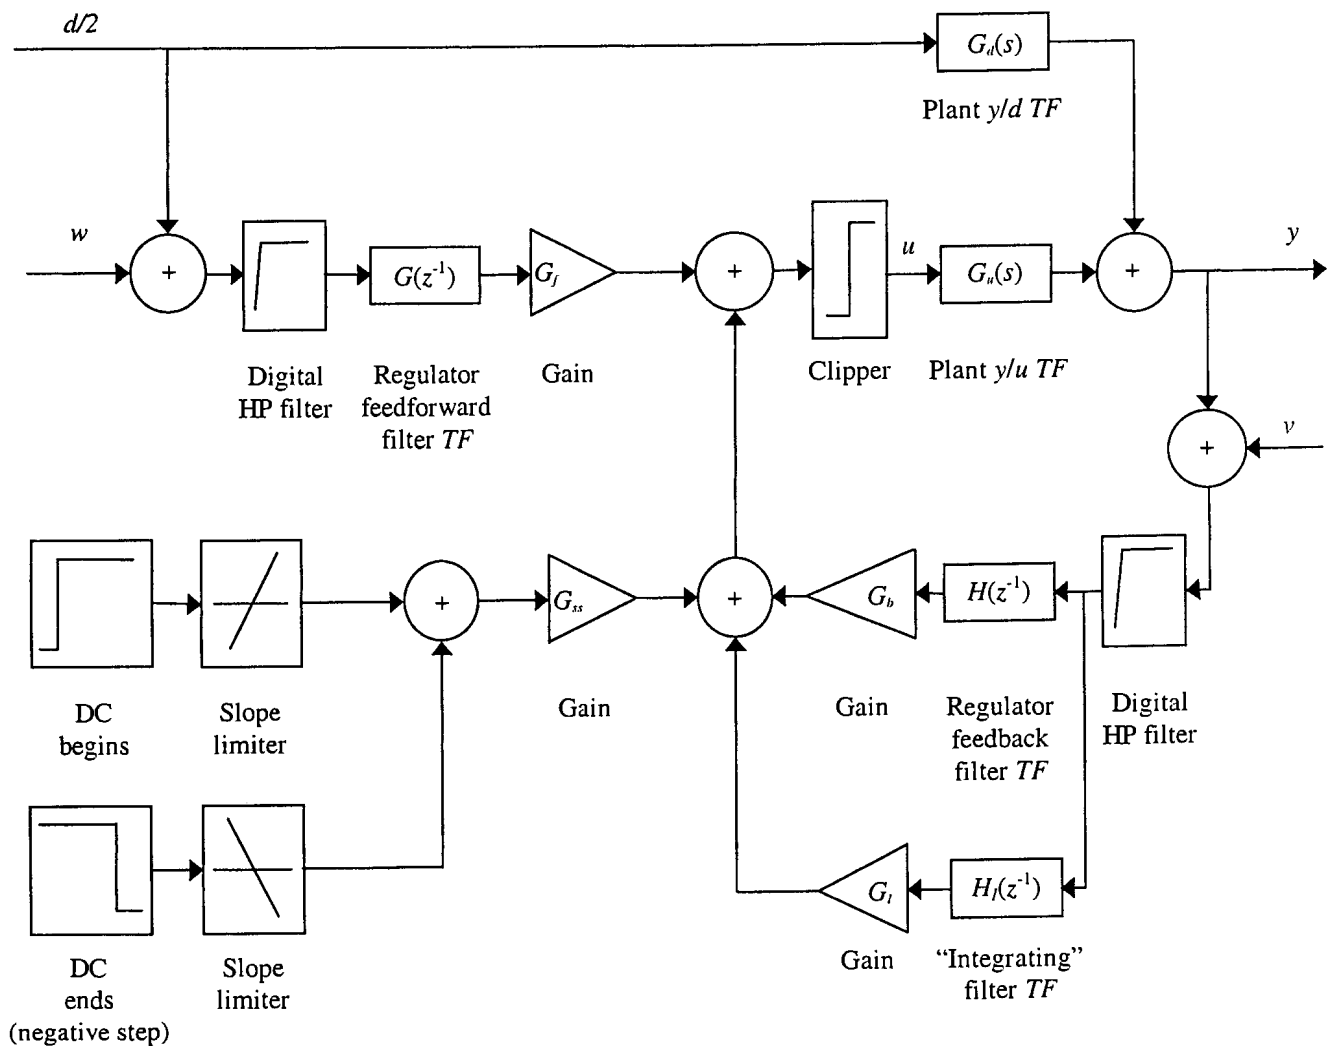 d/2
G_d(s)
Plant y/d TF
w
+
G(z⁻¹)
G_f
+
u
G_u(s)
+
y
Digital
HP filter
Regulator
feedforward
filter TF
Gain
Clipper
Plant y/u TF
+
v
+
G_ss
+
G_b
H(z⁻¹)
DC
begins
Slope
limiter
Gain
Gain
Regulator
feedback
filter TF
Digital
HP filter
G_I
H_I(z⁻¹)
DC
ends
(negative step)
Slope
limiter
Gain
“Integrating”
filter TF